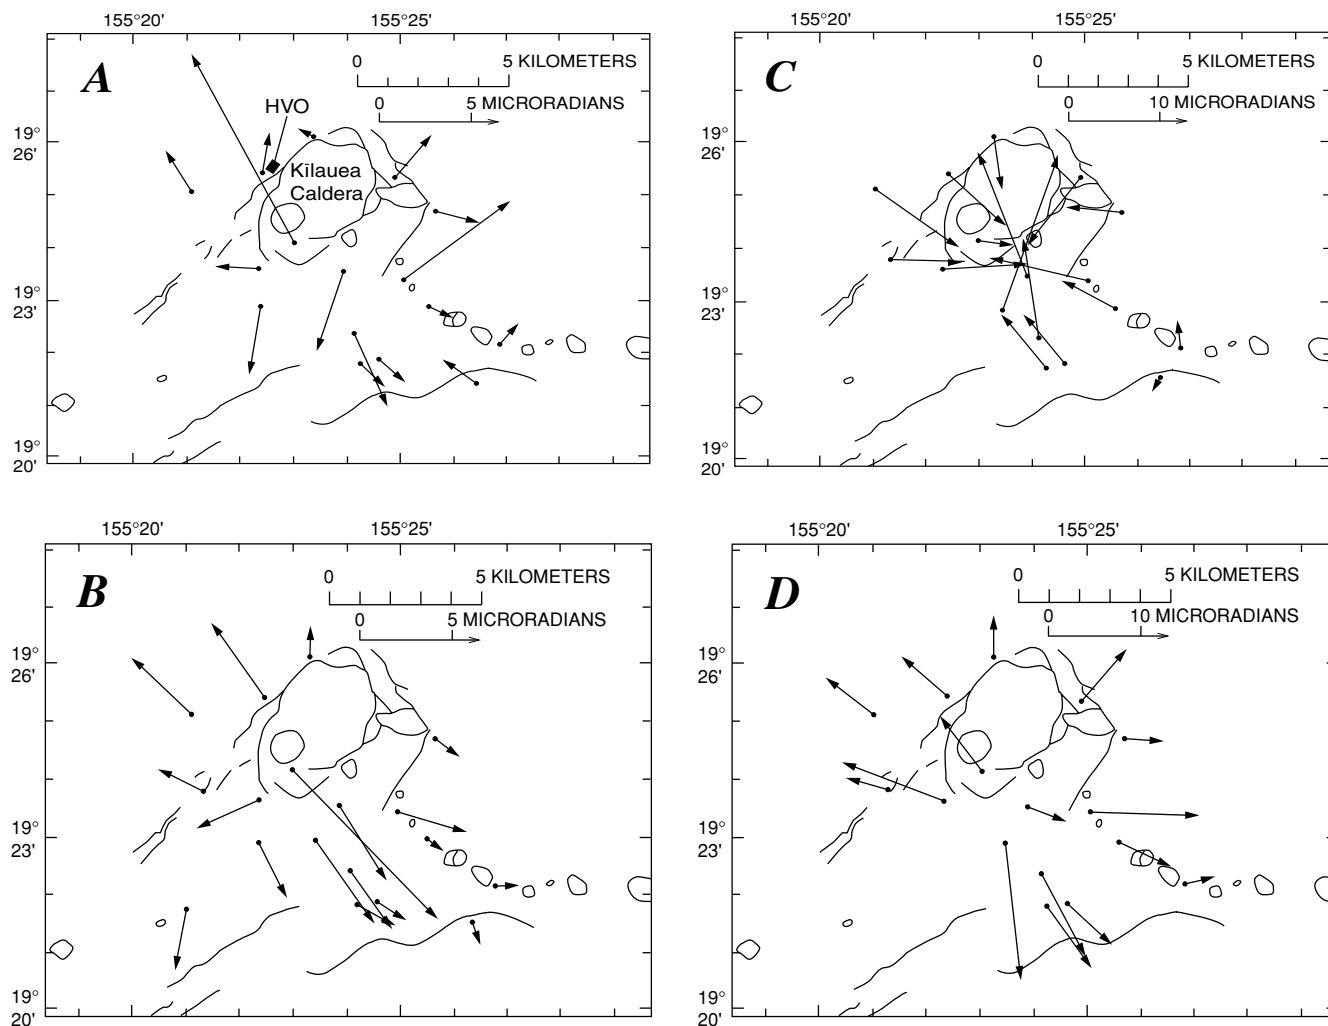 155°20' 155°25'
A
0 5 KILOMETERS
0 5 MICRORADIANS
HVO
Kīlauea
Caldera
19°
26'
19°
23'
19°
20'
155°20' 155°25'
C
0 5 KILOMETERS
0 10 MICRORADIANS
19°
26'
19°
23'
19°
20'
155°20' 155°25'
B
0 5 KILOMETERS
0 5 MICRORADIANS
19°
26'
19°
23'
19°
20'
155°20' 155°25'
D
0 5 KILOMETERS
0 10 MICRORADIANS
19°
26'
19°
23'
19°
20'